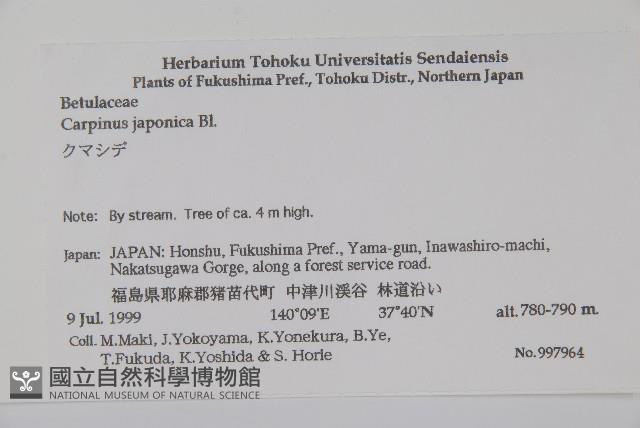 Herbarium Tohoku Universitatis Sendaiensis
Plants of Fukushima Pref., Tohoku Distr., Northern Japan
Betulaceae
Carpinus japonica Bl.
クマシデ
Note: By stream. Tree of ca. 4 m high.
Japan: JAPAN: Honshu, Fukushima Pref., Yama-gun, Inawashiro-machi,
Nakatsugawa Gorge, along a forest service road.
福島県耶麻郡猪苗代町 中津川渓谷 林道沿い
9 Jul. 1999 140°09'E 37°40'N alt. 780-790 m.
Coll. M.Maki, J.Yokoyama, K.Yonekura, B.Ye,
T.Fukuda, K.Yoshida & S. Horie No. 997964
國立自然科學博物館
NATIONAL MUSEUM OF NATURAL SCIENCE